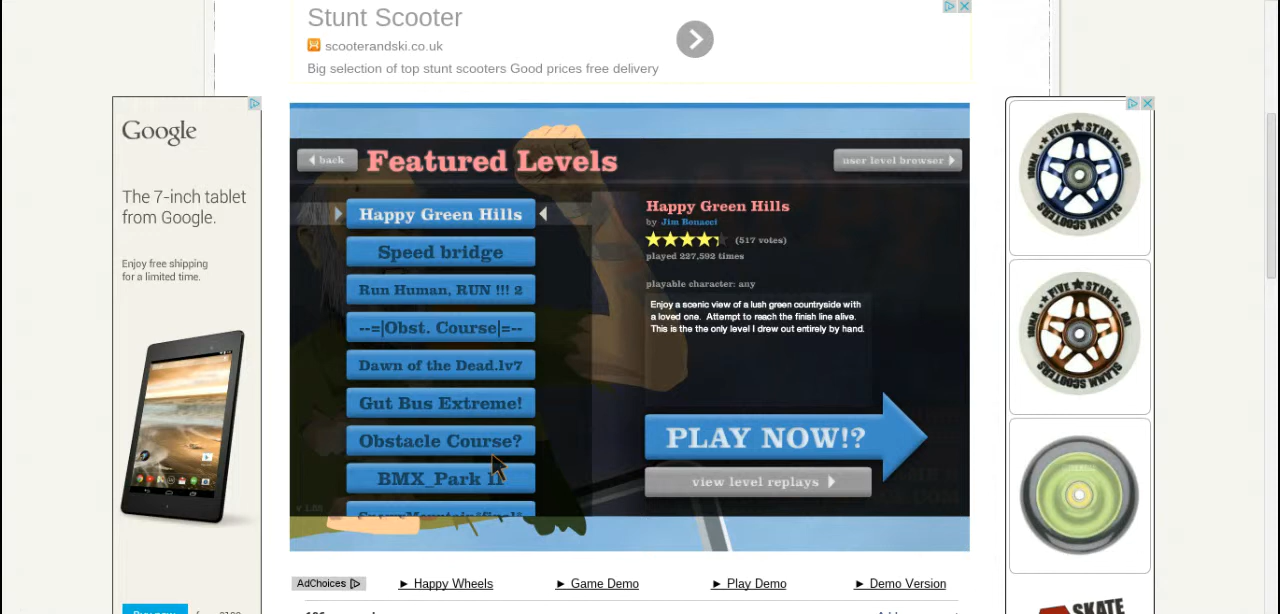 Stunt Scooter
scooterandski.co.uk
Big selection of top stunt scooters Good prices free delivery
Google
The 7-inch tablet
from Google.
Enjoy free shipping
for a limited time.
back
Featured Levels
user level browser
Happy Green Hills
Speed bridge
Run Human, RUN !!! 2
--=|Obst. Course|=--
Dawn of the Dead.lv7
Gut Bus Extreme!
Obstacle Course?
BMX_Park II
Happy Green Hills
by Jim Bonacci
(517 votes)
played 227,592 times
playable character: any
Enjoy a scenic view of a lush green countryside with
a loved one. Attempt to reach the finish line alive.
This is the the only level I drew out entirely by hand.
PLAY NOW!?
view level replays
FIVE STAR
SLAMM SCOOTERS
FIVE STAR
SLAMM SCOOTERS
SKATE
AdChoices
► Happy Wheels
► Game Demo
► Play Demo
► Demo Version